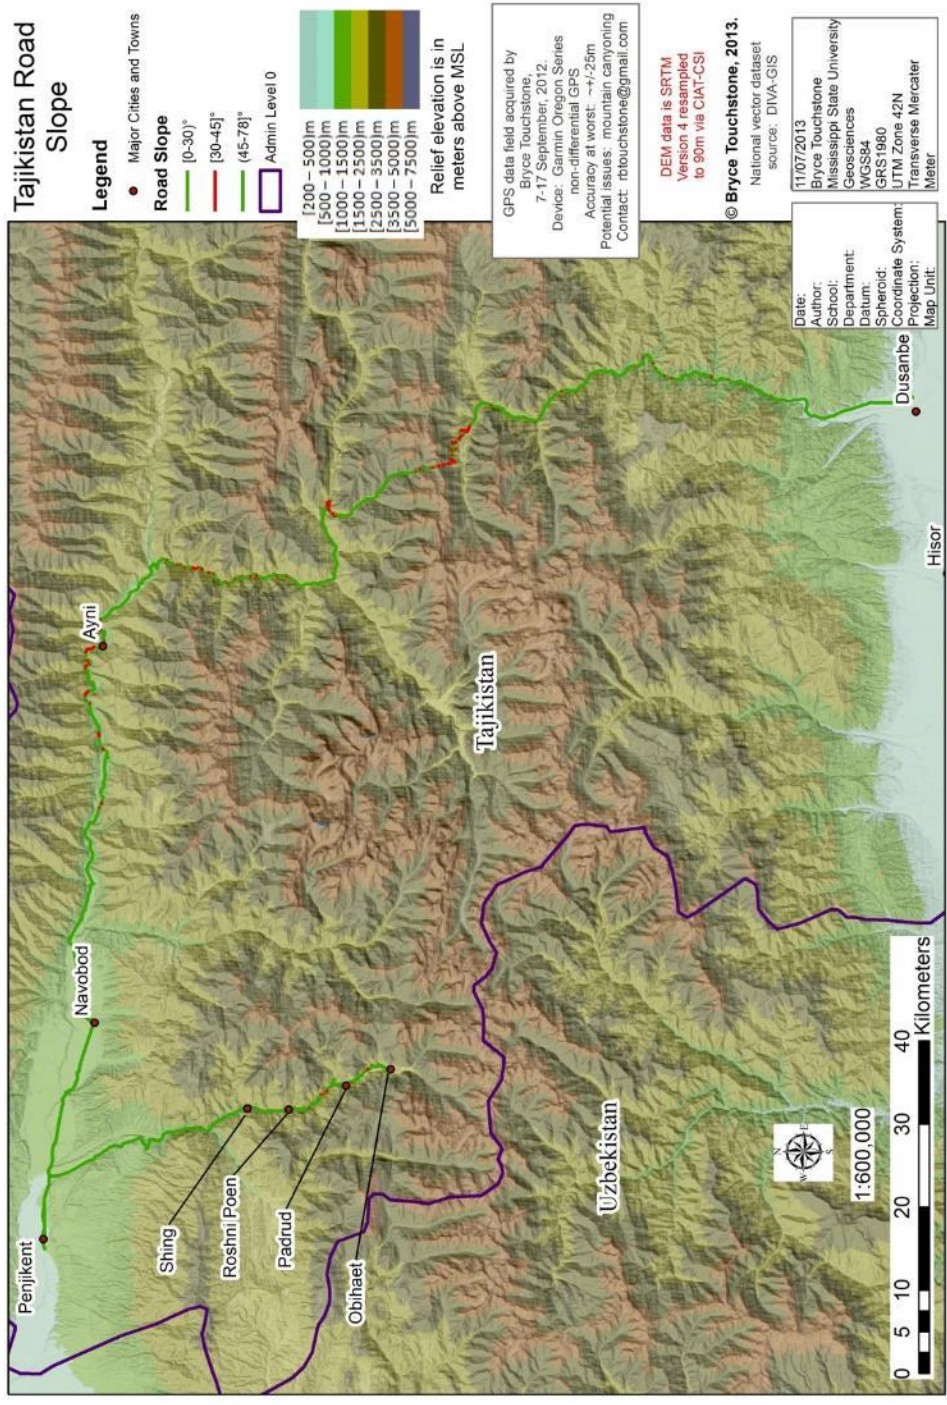 Tajikistan Road
Slope
Legend
Major Cities and Towns
Road Slope
[0-30)°
[30-45]°
(45-78]°
Admin Level 0
[200 – 500)m
[500 – 1000)m
[1000 – 1500)m
[1500 – 2500)m
[2500 – 3500)m
[3500 – 5000)m
[5000 – 7500)m
Relief elevation is in
meters above MSL
GPS data field acquired by
Bryce Touchstone,
7-17 September, 2012.
Device: Garmin Oregon Series
non-differential GPS
Accuracy at worst: ~+/-25m
Potential issues: mountain canyoning
Contact: rbtouchstone@gmail.com
DEM data is SRTM
Version 4 resampled
to 90m via CIAT-CSI
© Bryce Touchstone, 2013.
National vector dataset
source: DIVA-GIS
Date: 11/07/2013
Author: Bryce Touchstone
School: Mississippi State University
Department: Geosciences
Datum: WGS84
Spheroid: GRS1980
Coordinate System: UTM Zone 42N
Projection: Transverse Mercater
Map Unit: Meter
Penjikent
Navobod
Ayni
Shing
Roshni Poen
Padrud
Obihaet
Tajikistan
Uzbekistan
Dusanbe
Hisor
N
W E
S
1:600,000
0 5 10 20 30 40
Kilometers